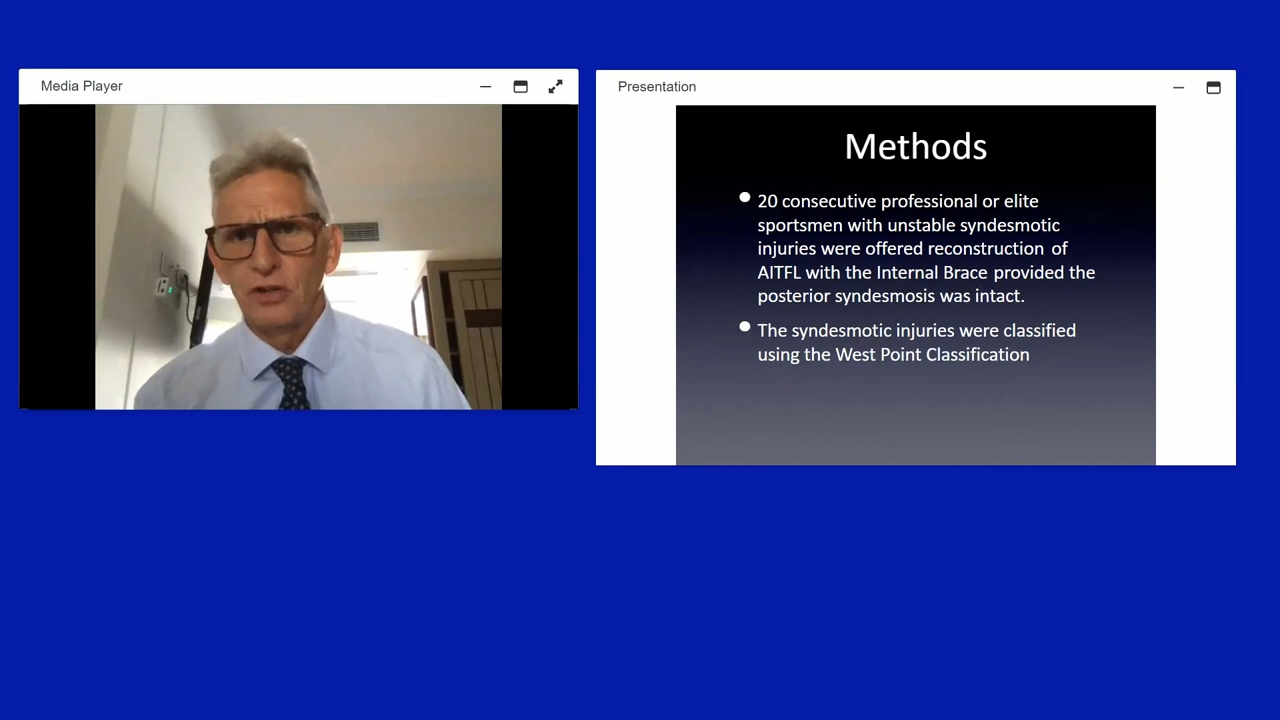 Media Player
Presentation
Methods
20 consecutive professional or elite
sportsmen with unstable syndesmotic
injuries were offered reconstruction of
AITFL with the Internal Brace provided the
posterior syndesmosis was intact.
The syndesmotic injuries were classified
using the West Point Classification